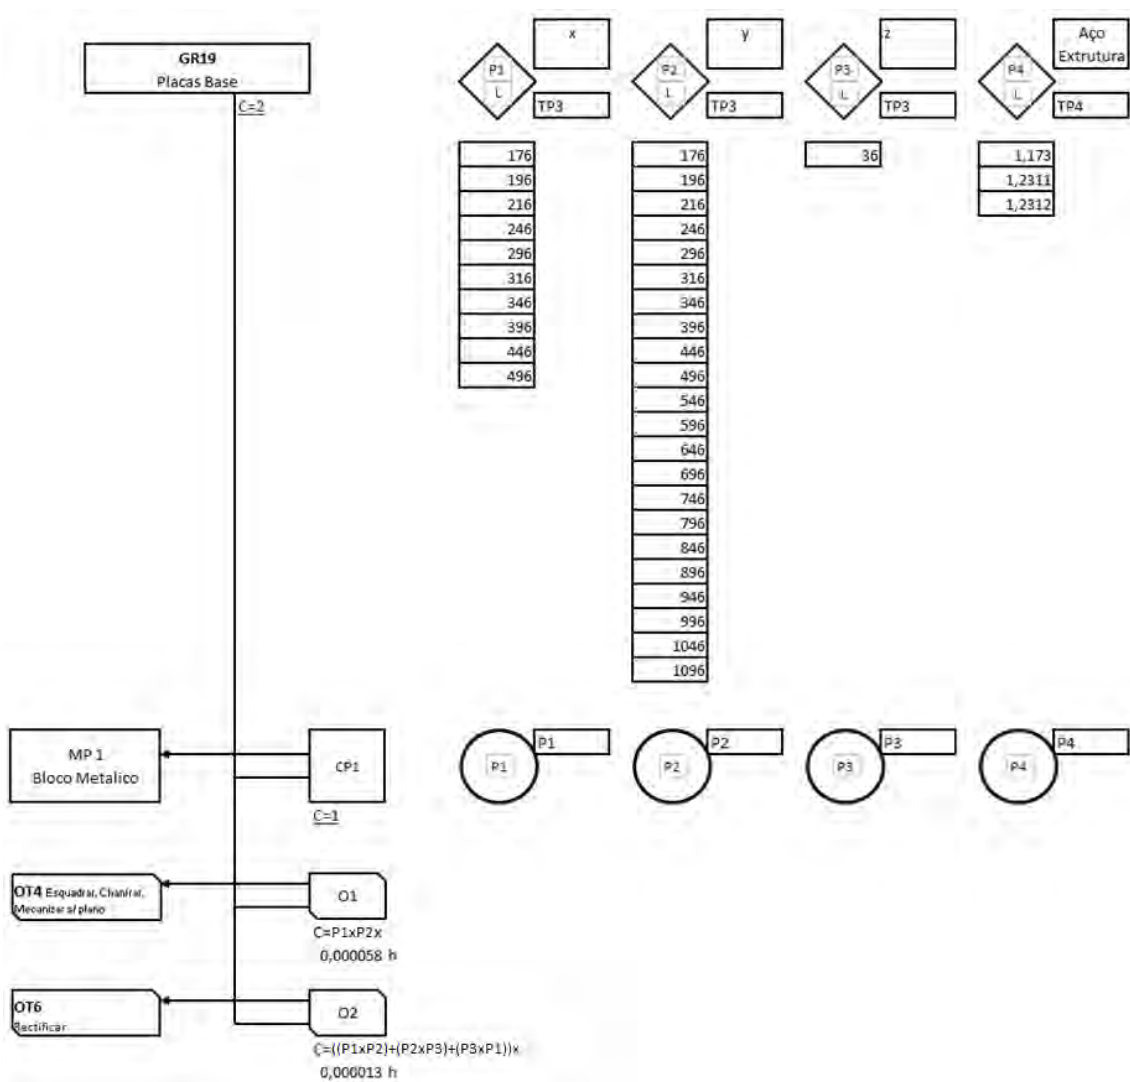 GR19
Placas Base
C=2
P1
L
x
TP3
P2
L
y
TP3
P3
L
z
TP3
P4
L
Aço
Extrutura
TP4
176
196
216
246
296
316
346
396
446
496
176
196
216
246
296
316
346
396
446
496
546
596
646
696
746
796
846
896
946
996
1046
1096
36
1,173
1,2311
1,2312
MP 1
Bloco Metalico
CP1
C=1
P1
P1
P2
P2
P3
P3
P4
P4
OT4 Esquadrar, Chanfrar,
Mecanizar s/ plano
O1
C=P1xP2x
0,000058 h
OT6
Rectificar
O2
C=((P1xP2)+(P2xP3)+(P3xP1))x
0,000013 h